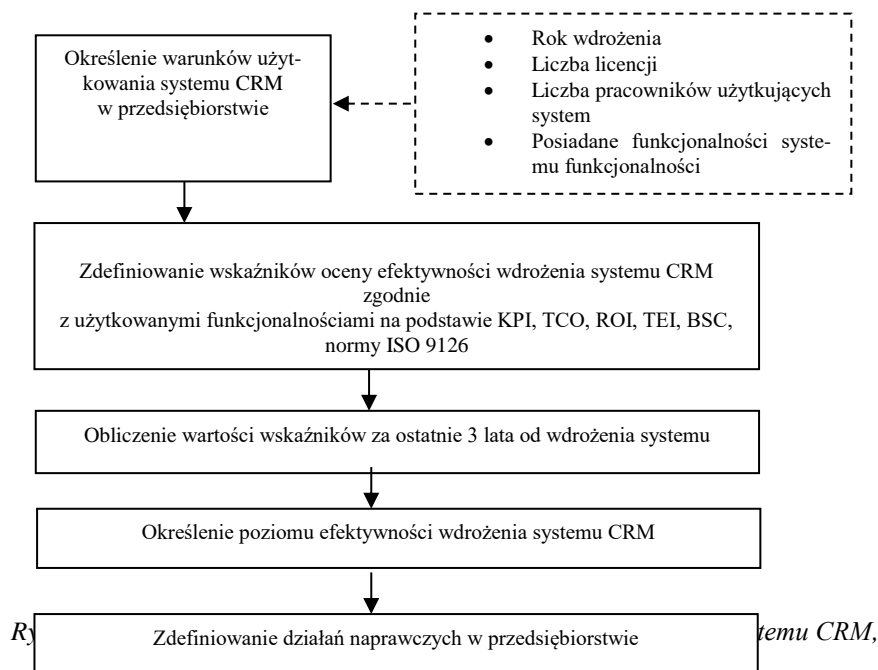 Określenie warunków użyt-
kowania systemu CRM
w przedsiębiorstwie
• Rok wdrożenia
• Liczba licencji
• Liczba pracowników użytkujących
system
• Posiadane funkcjonalności syste-
mu funkcjonalności
Zdefiniowanie wskaźników oceny efektywności wdrożenia systemu CRM
zgodnie
z użytkowanymi funkcjonalnościami na podstawie KPI, TCO, ROI, TEI, BSC,
normy ISO 9126
Obliczenie wartości wskaźników za ostatnie 3 lata od wdrożenia systemu
Określenie poziomu efektywności wdrożenia systemu CRM
Zdefiniowanie działań naprawczych w przedsiębiorstwie
Ry temu CRM,